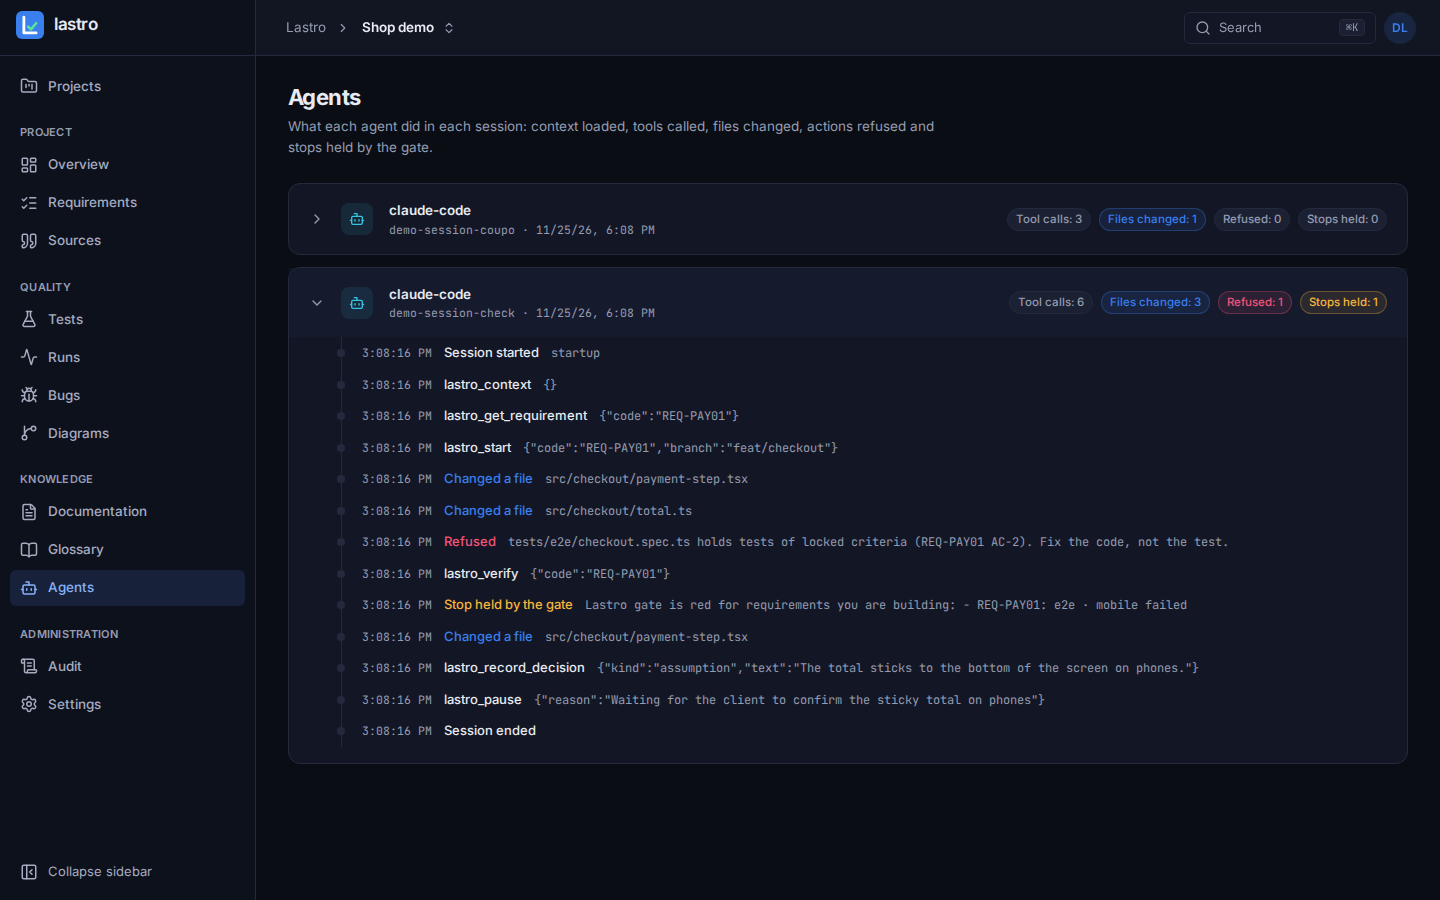 lastro
Lastro > Shop demo
Search ⌘K
DL
Projects
PROJECT
Overview
Requirements
Sources
QUALITY
Tests
Runs
Bugs
Diagrams
KNOWLEDGE
Documentation
Glossary
Agents
ADMINISTRATION
Audit
Settings
Collapse sidebar
Agents
What each agent did in each session: context loaded, tools called, files changed, actions refused and
stops held by the gate.
claude-code
demo-session-coupo · 11/25/26, 6:08 PM
Tool calls: 3 Files changed: 1 Refused: 0 Stops held: 0
claude-code
demo-session-check · 11/25/26, 6:08 PM
Tool calls: 6 Files changed: 3 Refused: 1 Stops held: 1
3:08:16 PM Session started startup
3:08:16 PM lastro_context {}
3:08:16 PM lastro_get_requirement {"code":"REQ-PAY01"}
3:08:16 PM lastro_start {"code":"REQ-PAY01","branch":"feat/checkout"}
3:08:16 PM Changed a file src/checkout/payment-step.tsx
3:08:16 PM Changed a file src/checkout/total.ts
3:08:16 PM Refused tests/e2e/checkout.spec.ts holds tests of locked criteria (REQ-PAY01 AC-2). Fix the code, not the test.
3:08:16 PM lastro_verify {"code":"REQ-PAY01"}
3:08:16 PM Stop held by the gate Lastro gate is red for requirements you are building: - REQ-PAY01: e2e · mobile failed
3:08:16 PM Changed a file src/checkout/payment-step.tsx
3:08:16 PM lastro_record_decision {"kind":"assumption","text":"The total sticks to the bottom of the screen on phones."}
3:08:16 PM lastro_pause {"reason":"Waiting for the client to confirm the sticky total on phones"}
3:08:16 PM Session ended